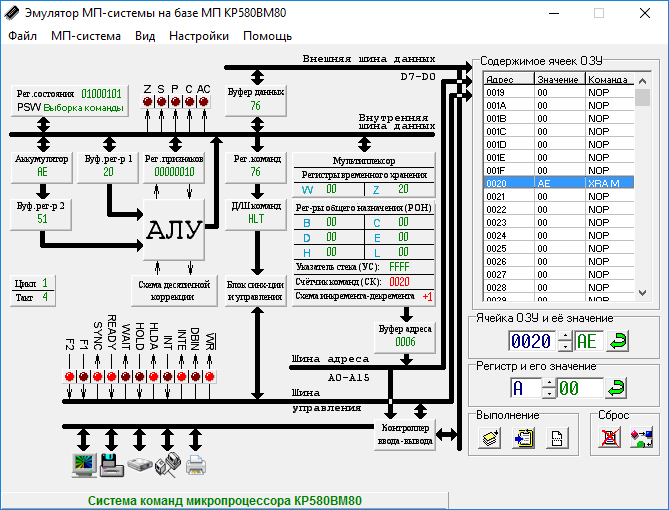 Эмулятор МП-системы на базе МП КР580ВМ80
Файл МП-система Вид Настройки Помощь
Внешняя шина данных
D7-D0
Рег.состояния 01000101
PSW Выборка команды
Z S P C AC
Буфер данных
76
Внутренняя
шина данных
Аккумулятор
AE
Буф.рег-р 1
20
Рег.признаков
00000010
Рег.команд
76
Мультиплексор
Регистры временного хранения
W 00 Z 20
Буф.рег-р 2
51
АЛУ
Д/Ш команд
HLT
Рег-ры общего назначения (РОН)
B 00 C 00
D 00 E 00
H 00 L 00
Указатель стека (УС): FFFF
Счётчик команд (СК): 0020
Схема инкремента-декремента +1
Цикл 1
Такт 4
Схема десятичной
коррекции
Блок синх-ции
и управления
Буфер адреса
0006
F2 F1 SYNC READY WAIT HOLD HLDA INT INTE DBIN WR
Шина адреса
A0-A15
Шина
управления
Контроллер
ввода-вывода
Содержимое ячеек ОЗУ
Адрес Значение Команда
0019 00 NOP
001A 00 NOP
001B 00 NOP
001C 00 NOP
001D 00 NOP
001E 00 NOP
001F 00 NOP
0020 AE XRA M
0021 00 NOP
0022 00 NOP
0023 00 NOP
0024 00 NOP
0025 00 NOP
0026 00 NOP
0027 00 NOP
0028 00 NOP
0029 00 NOP
Ячейка ОЗУ и её значение
0020 AE
Регистр и его значение
A 00
Выполнение
Сброс
Система команд микропроцессора КР580ВМ80